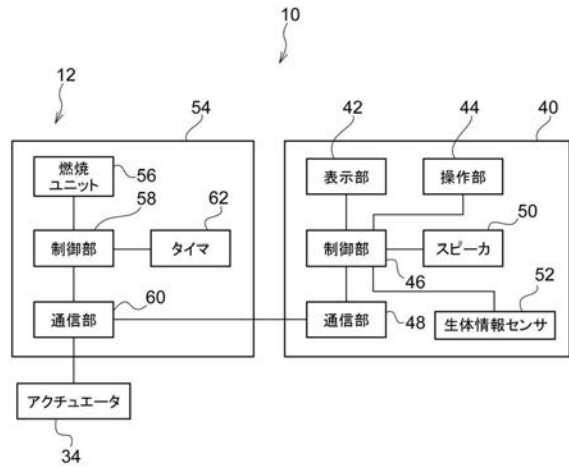 10
12
54
42
44
40
燃焼
ユニット
56
表示部
操作部
58
62
50
制御部
タイマ
制御部
スピーカ
46
52
60
通信部
通信部
48
生体情報センサ
アクチュエータ
34